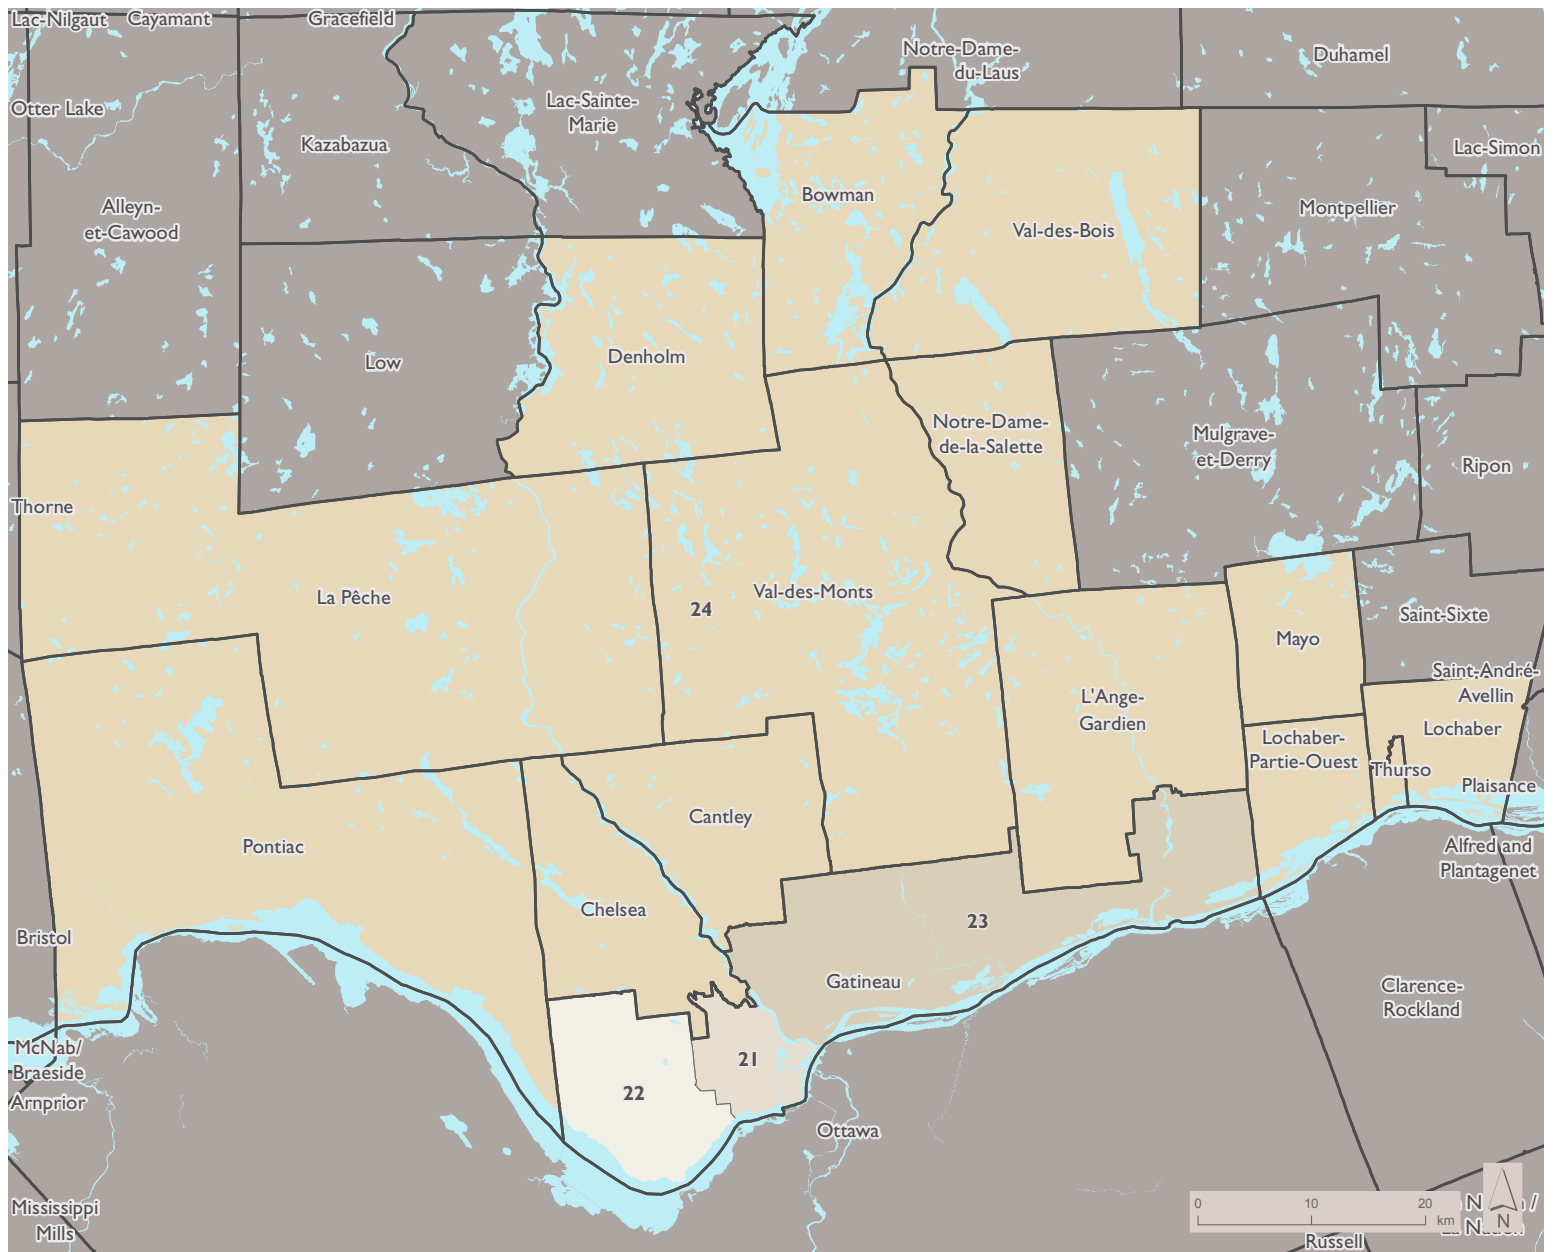 Lac-Nilgaut
Cayamant
Gracefield
Notre-Dame-
du-Laus
Duhamel
Otter Lake
Lac-Sainte-
Marie
Kazabazua
Lac-Simon
Alleyn-
et-Cawood
Bowman
Val-des-Bois
Montpellier
Low
Denholm
Notre-Dame-
de-la-Salette
Mulgrave-
et-Derry
Ripon
Thorne
La Pêche
24
Val-des-Monts
Mayo
Saint-Sixte
Saint-André-
Avellin
L'Ange-
Gardien
Lochaber
Lochaber-
Partie-Ouest
Thurso
Plaisance
Cantley
Pontiac
Alfred and
Plantagenet
Chelsea
23
Bristol
Gatineau
Clarence-
Rockland
McNab/
Braeside
21
22
Arnprior
Ottawa
Mississippi
Mills
0 10 20
km
N
Russell